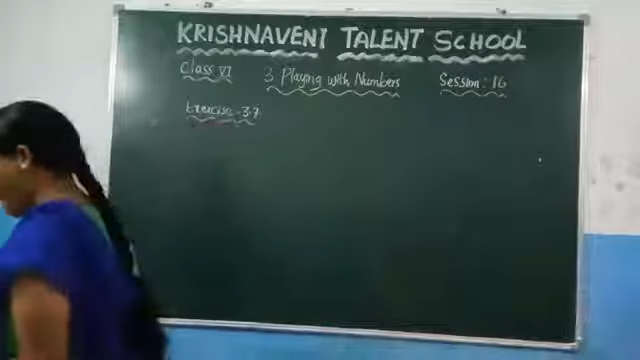 KRISHNAVENI TALENT SCHOOL
Class VI 3 Playing with Numbers Session: 16
Exercise - 3.7